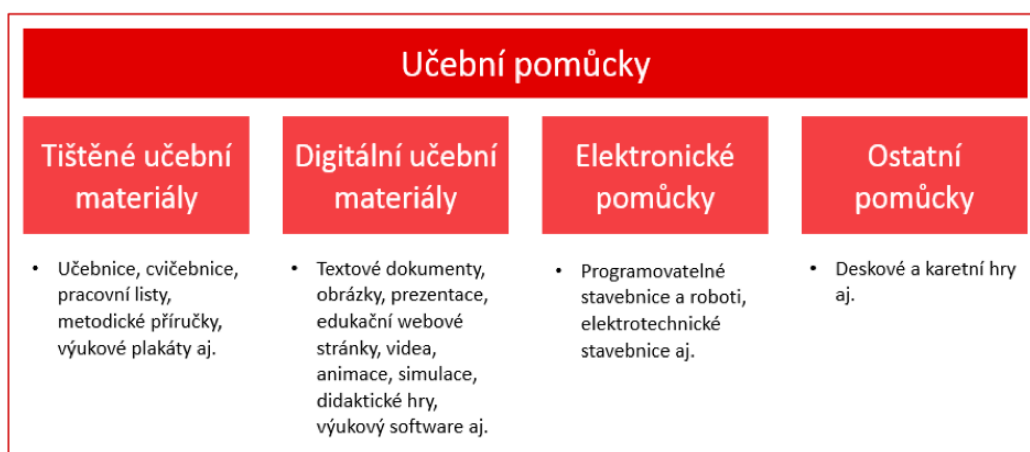 Učební pomůcky
Tištěné učební
materiály
• Učebnice, cvičebnice,
pracovní listy,
metodické příručky,
výukové plakáty aj.
Digitální učební
materiály
• Textové dokumenty,
obrázky, prezentace,
edukační webové
stránky, videa,
animace, simulace,
didaktické hry,
výukový software aj.
Elektronické
pomůcky
• Programovatelné
stavebnice a roboti,
elektrotechnické
stavebnice aj.
Ostatní
pomůcky
• Deskové a karetní hry
aj.